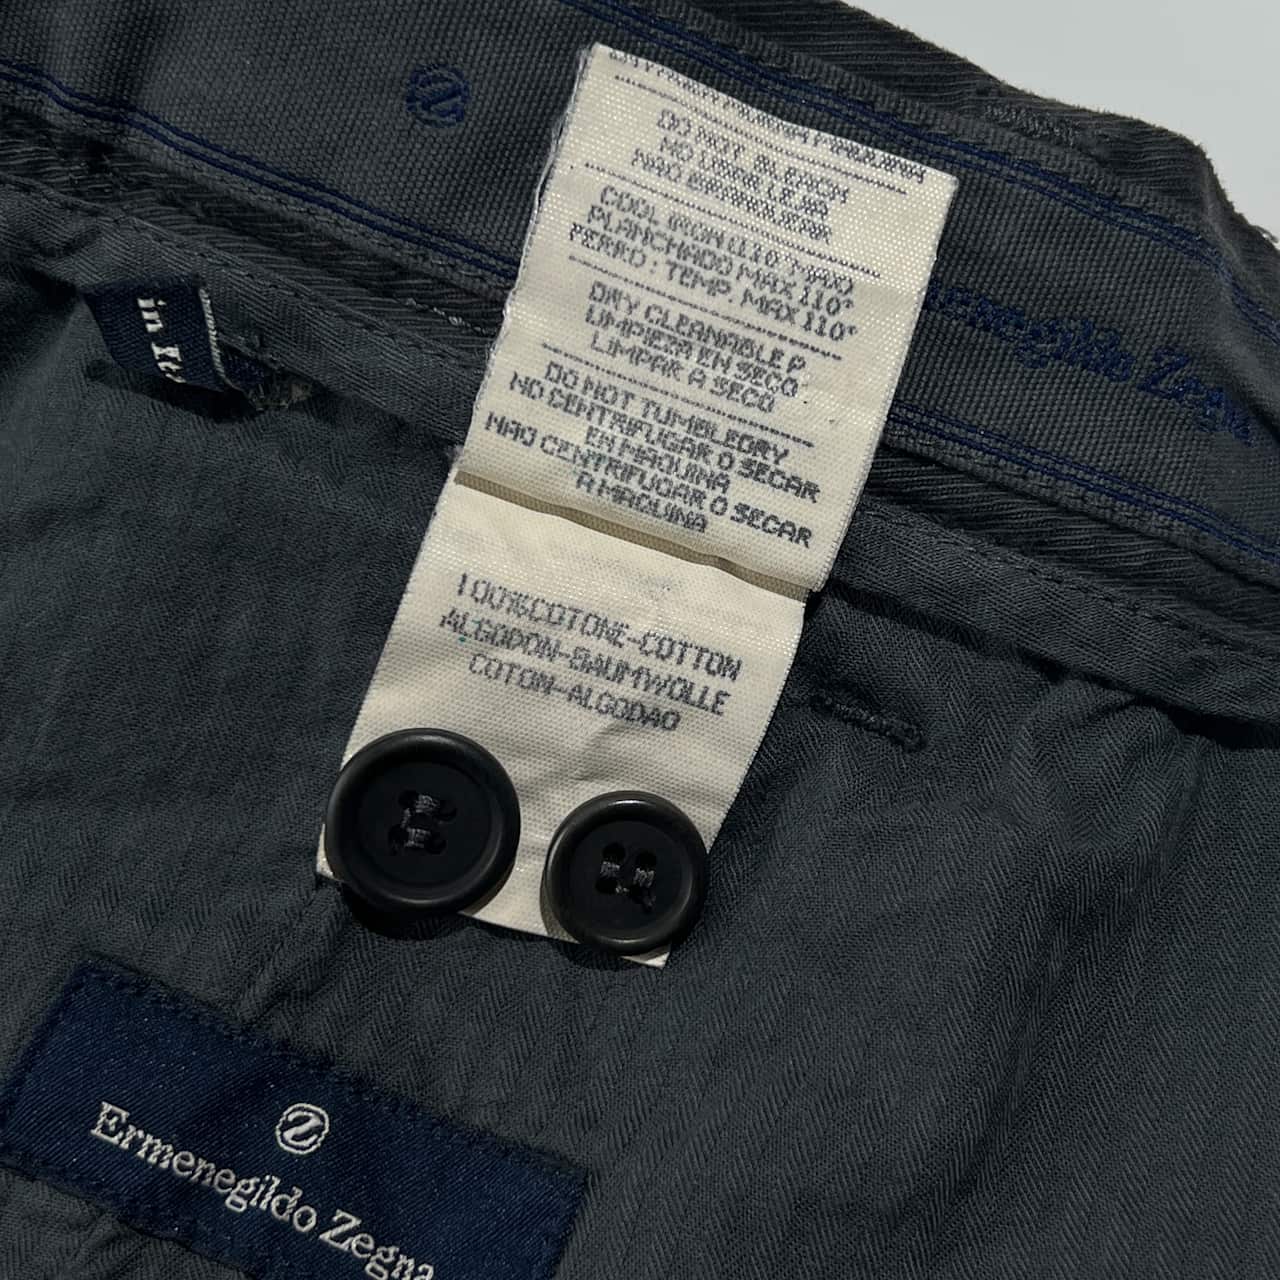 DO NOT BLEACH
NO USAR LEJIA
COOL IRON (110 MAX)
PLANCHADO MAX 110°
FERRO : TEMP. MAX 110°
DRY CLEANABLE P
LIMPIEZA EN SECO
LIMPAR A SECO
DO NOT TUMBLEDRY
NO CENTRIFUGAR O SECAR
EN MAQUINA
NAO CENTRIFUGAR O SECAR
A MAQUINA
100%COTONE-COTTON
ALGODON-BAUMWOLLE
COTON-ALGODAO
Zegna
in
Ermenegildo Zegna